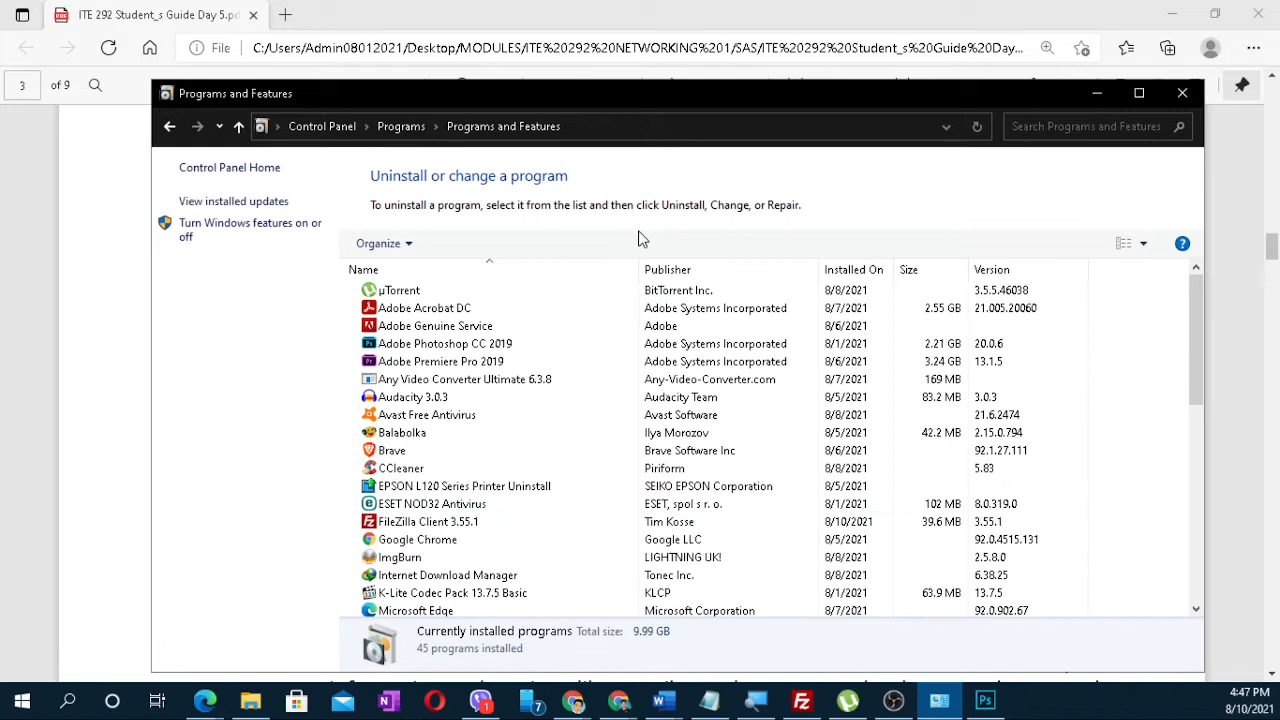 ITE 292 Student_s Guide Day 5.pd
File C:/Users/Admin08012021/Desktop/MODULES/ITE%20292%20NETWORKING%201/SAS/ITE%20292%20Student_s%20Guide%20Day...
3 of 9
Programs and Features
Control Panel > Programs > Programs and Features
Search Programs and Features
Control Panel Home
View installed updates
Turn Windows features on or
off
Uninstall or change a program
To uninstall a program, select it from the list and then click Uninstall, Change, or Repair.
Organize
Name Publisher Installed On Size Version
µTorrent BitTorrent Inc. 8/8/2021 3.5.5.46038
Adobe Acrobat DC Adobe Systems Incorporated 8/7/2021 2.55 GB 21.005.20060
Adobe Genuine Service Adobe 8/6/2021
Adobe Photoshop CC 2019 Adobe Systems Incorporated 8/1/2021 2.21 GB 20.0.6
Adobe Premiere Pro 2019 Adobe Systems Incorporated 8/6/2021 3.24 GB 13.1.5
Any Video Converter Ultimate 6.3.8 Any-Video-Converter.com 8/7/2021 169 MB
Audacity 3.0.3 Audacity Team 8/5/2021 83.2 MB 3.0.3
Avast Free Antivirus Avast Software 8/8/2021 21.6.2474
Balabolka Ilya Morozov 8/5/2021 42.2 MB 2.15.0.794
Brave Brave Software Inc 8/6/2021 92.1.27.111
CCleaner Piriform 8/8/2021 5.83
EPSON L120 Series Printer Uninstall SEIKO EPSON Corporation 8/5/2021
ESET NOD32 Antivirus ESET, spol s r. o. 8/1/2021 102 MB 8.0.319.0
FileZilla Client 3.55.1 Tim Kosse 8/10/2021 39.6 MB 3.55.1
Google Chrome Google LLC 8/5/2021 92.0.4515.131
ImgBurn LIGHTNING UK! 8/8/2021 2.5.8.0
Internet Download Manager Tonec Inc. 8/8/2021 6.38.25
K-Lite Codec Pack 13.7.5 Basic KLCP 8/1/2021 63.9 MB 13.7.5
Microsoft Edge Microsoft Corporation 8/7/2021 92.0.902.67
Currently installed programs Total size: 9.99 GB
45 programs installed
4:47 PM
8/10/2021